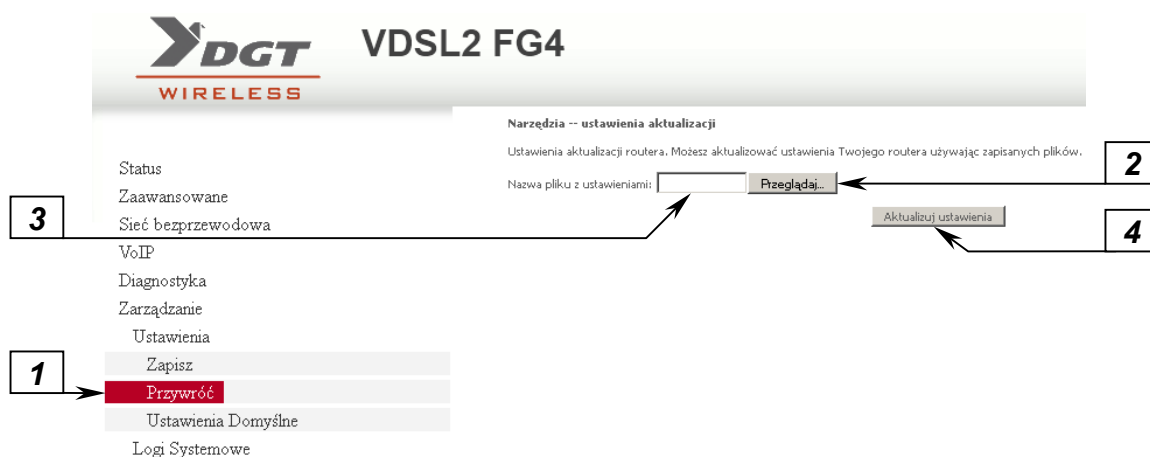 DGT
WIRELESS
VDSL2 FG4
Narzędzia -- ustawienia aktualizacji
Ustawienia aktualizacji routera. Możesz aktualizować ustawienia Twojego routera używając zapisanych plików.
Nazwa pliku z ustawieniami: Przeglądaj...
Aktualizuj ustawienia
2
4
3
1
Status
Zaawansowane
Sieć bezprzewodowa
VoIP
Diagnostyka
Zarządzanie
Ustawienia
Zapisz
Przywróć
Ustawienia Domyślne
Logi Systemowe